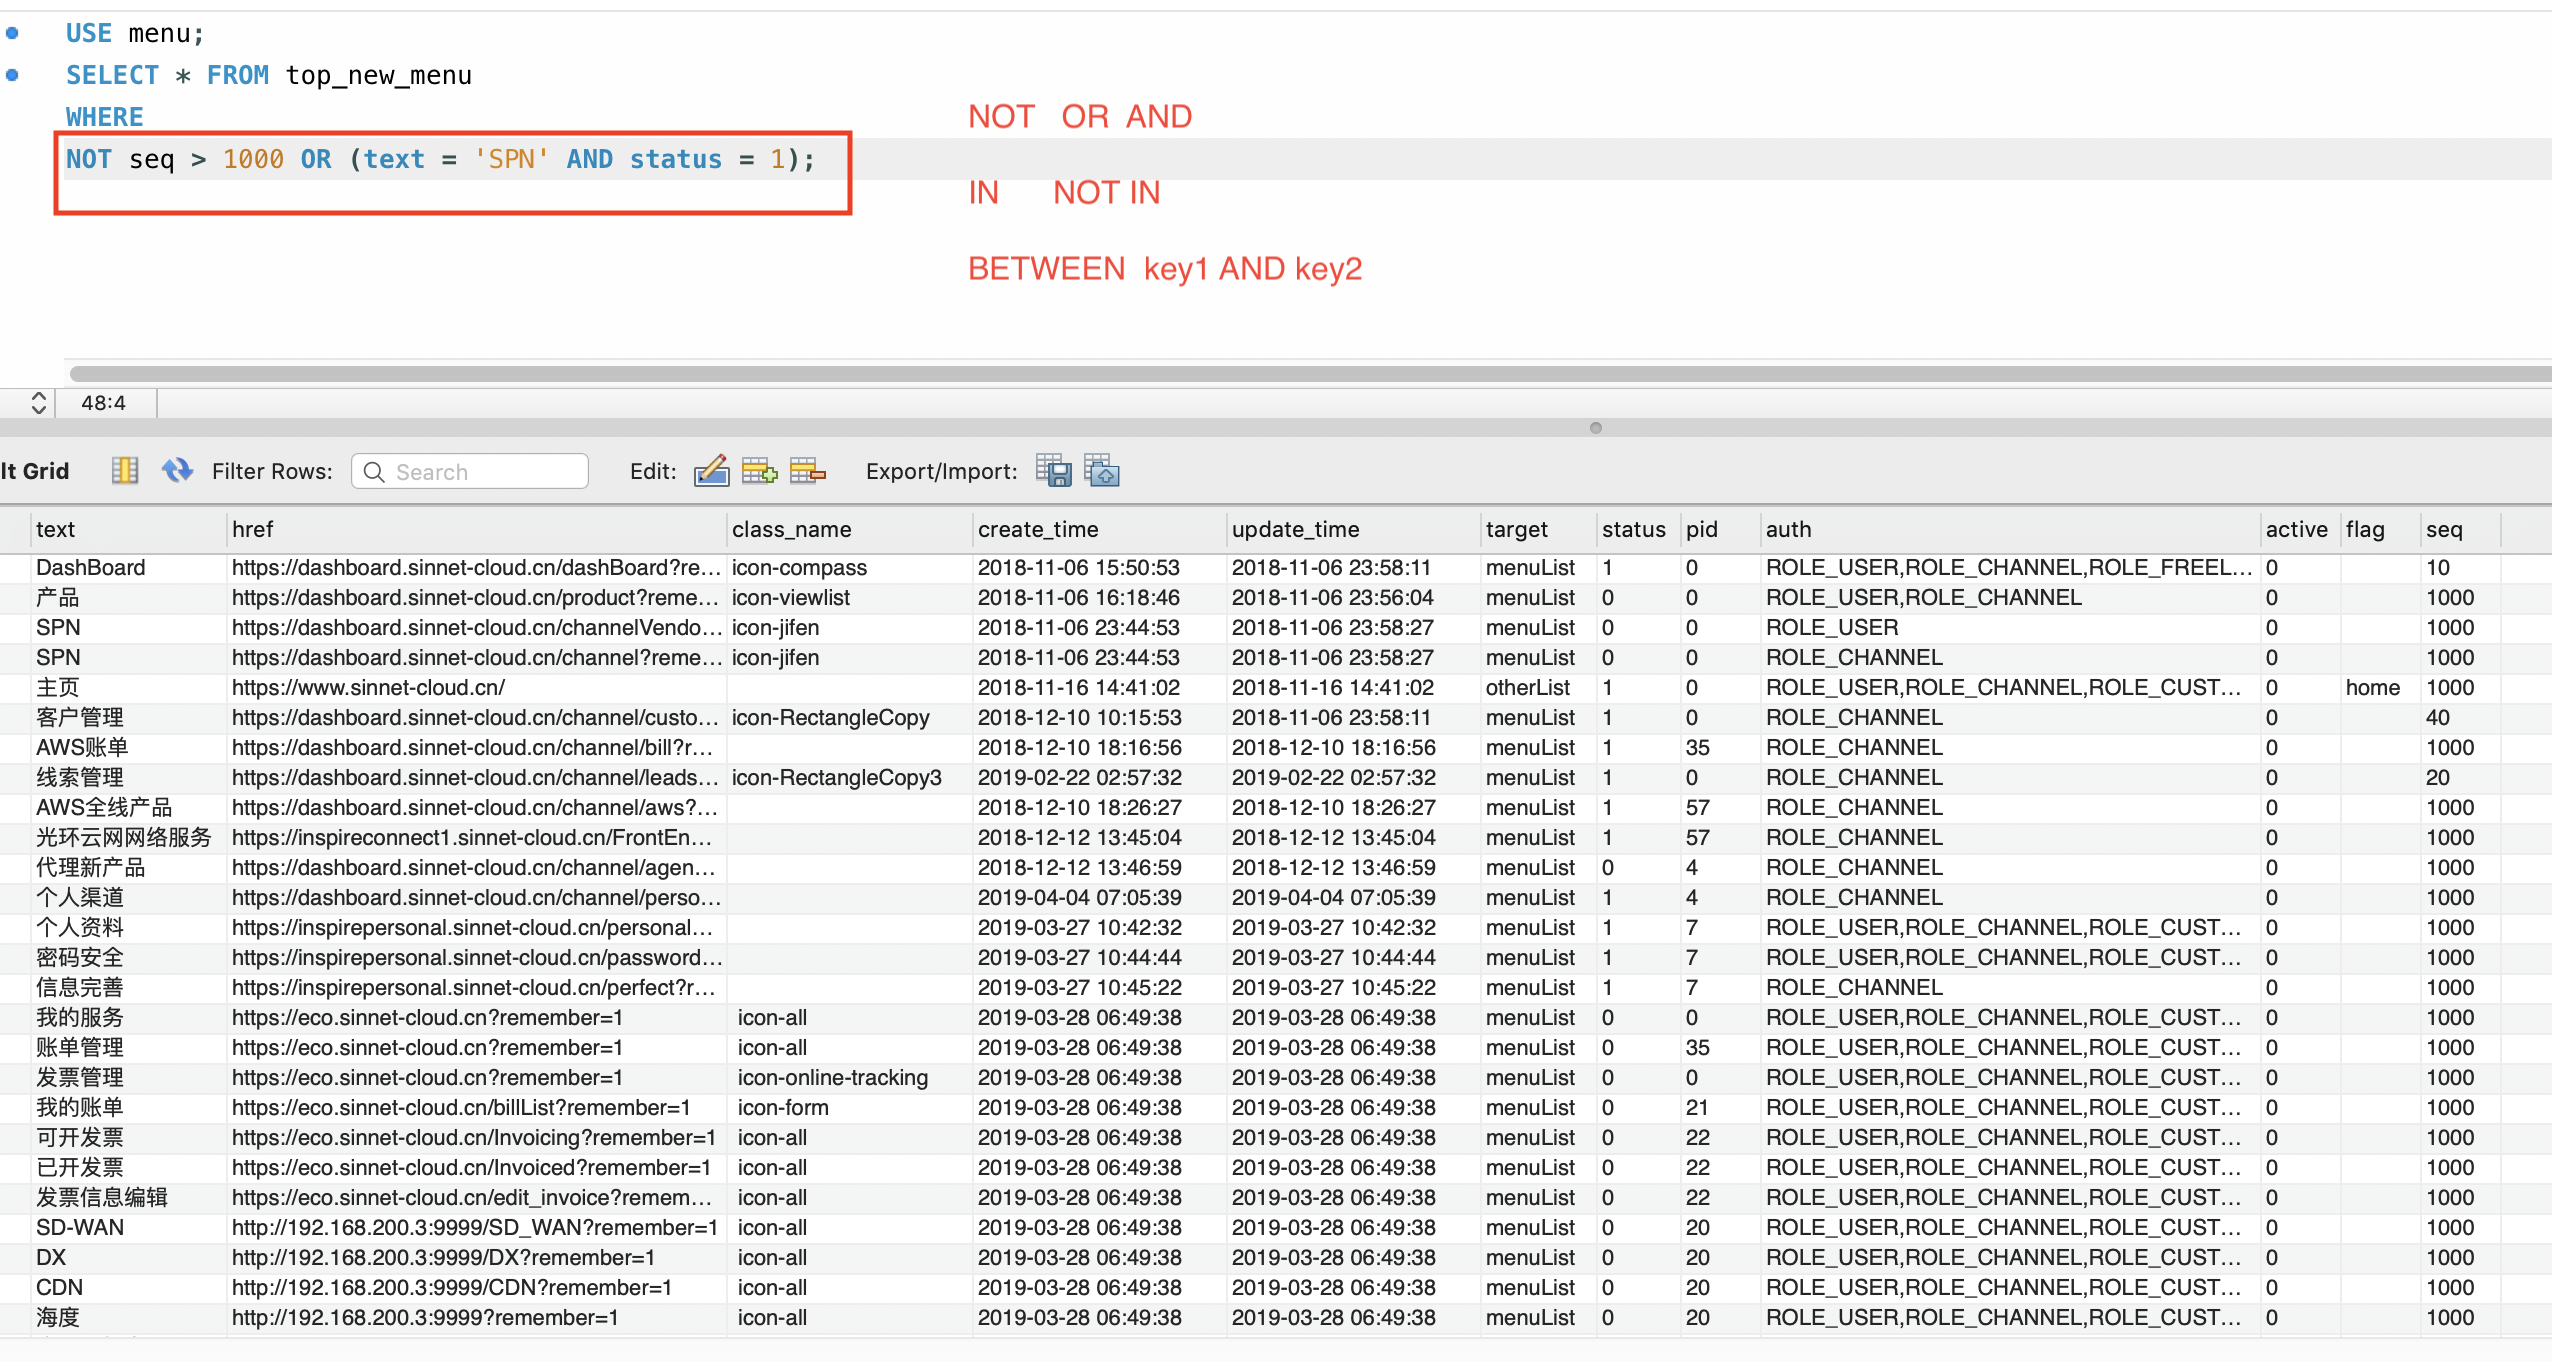 USE menu;
SELECT * FROM top_new_menu
WHERE
NOT seq > 1000 OR (text = 'SPN' AND status = 1);
NOT OR AND
IN NOT IN
BETWEEN key1 AND key2
48:4
lt Grid Filter Rows: Search Edit: Export/Import:
text href class_name create_time update_time target status pid auth active flag seq
DashBoard https://dashboard.sinnet-cloud.cn/dashBoard?re... icon-compass 2018-11-06 15:50:53 2018-11-06 23:58:11 menuList 1 0 ROLE_USER,ROLE_CHANNEL,ROLE_FREEL... 0 10
产品 https://dashboard.sinnet-cloud.cn/product?reme... icon-viewlist 2018-11-06 16:18:46 2018-11-06 23:56:04 menuList 0 0 ROLE_USER,ROLE_CHANNEL 0 1000
SPN https://dashboard.sinnet-cloud.cn/channelVendo... icon-jifen 2018-11-06 23:44:53 2018-11-06 23:58:27 menuList 0 0 ROLE_USER 0 1000
SPN https://dashboard.sinnet-cloud.cn/channel?reme... icon-jifen 2018-11-06 23:44:53 2018-11-06 23:58:27 menuList 0 0 ROLE_CHANNEL 0 1000
主页 https://www.sinnet-cloud.cn/ 2018-11-16 14:41:02 2018-11-16 14:41:02 otherList 1 0 ROLE_USER,ROLE_CHANNEL,ROLE_CUST... 0 home 1000
客户管理 https://dashboard.sinnet-cloud.cn/channel/custo... icon-RectangleCopy 2018-12-10 10:15:53 2018-11-06 23:58:11 menuList 1 0 ROLE_CHANNEL 0 40
AWS账单 https://dashboard.sinnet-cloud.cn/channel/bill?r... 2018-12-10 18:16:56 2018-12-10 18:16:56 menuList 1 35 ROLE_CHANNEL 0 1000
线索管理 https://dashboard.sinnet-cloud.cn/channel/leads... icon-RectangleCopy3 2019-02-22 02:57:32 2019-02-22 02:57:32 menuList 1 0 ROLE_CHANNEL 0 20
AWS全线产品 https://dashboard.sinnet-cloud.cn/channel/aws?... 2018-12-10 18:26:27 2018-12-10 18:26:27 menuList 1 57 ROLE_CHANNEL 0 1000
光环云网网络服务 https://inspireconnect1.sinnet-cloud.cn/FrontEn... 2018-12-12 13:45:04 2018-12-12 13:45:04 menuList 1 57 ROLE_CHANNEL 0 1000
代理新产品 https://dashboard.sinnet-cloud.cn/channel/agen... 2018-12-12 13:46:59 2018-12-12 13:46:59 menuList 0 4 ROLE_CHANNEL 0 1000
个人渠道 https://dashboard.sinnet-cloud.cn/channel/perso... 2019-04-04 07:05:39 2019-04-04 07:05:39 menuList 1 4 ROLE_CHANNEL 0 1000
个人资料 https://inspirepersonal.sinnet-cloud.cn/personal... 2019-03-27 10:42:32 2019-03-27 10:42:32 menuList 1 7 ROLE_USER,ROLE_CHANNEL,ROLE_CUST... 0 1000
密码安全 https://inspirepersonal.sinnet-cloud.cn/password... 2019-03-27 10:44:44 2019-03-27 10:44:44 menuList 1 7 ROLE_USER,ROLE_CHANNEL,ROLE_CUST... 0 1000
信息完善 https://inspirepersonal.sinnet-cloud.cn/perfect?r... 2019-03-27 10:45:22 2019-03-27 10:45:22 menuList 1 7 ROLE_CHANNEL 0 1000
我的服务 https://eco.sinnet-cloud.cn?remember=1 icon-all 2019-03-28 06:49:38 2019-03-28 06:49:38 menuList 0 0 ROLE_USER,ROLE_CHANNEL,ROLE_CUST... 0 1000
账单管理 https://eco.sinnet-cloud.cn?remember=1 icon-all 2019-03-28 06:49:38 2019-03-28 06:49:38 menuList 0 35 ROLE_USER,ROLE_CHANNEL,ROLE_CUST... 0 1000
发票管理 https://eco.sinnet-cloud.cn?remember=1 icon-online-tracking 2019-03-28 06:49:38 2019-03-28 06:49:38 menuList 0 0 ROLE_USER,ROLE_CHANNEL,ROLE_CUST... 0 1000
我的账单 https://eco.sinnet-cloud.cn/billList?remember=1 icon-form 2019-03-28 06:49:38 2019-03-28 06:49:38 menuList 0 21 ROLE_USER,ROLE_CHANNEL,ROLE_CUST... 0 1000
可开发票 https://eco.sinnet-cloud.cn/Invoicing?remember=1 icon-all 2019-03-28 06:49:38 2019-03-28 06:49:38 menuList 0 22 ROLE_USER,ROLE_CHANNEL,ROLE_CUST... 0 1000
已开发票 https://eco.sinnet-cloud.cn/Invoiced?remember=1 icon-all 2019-03-28 06:49:38 2019-03-28 06:49:38 menuList 0 22 ROLE_USER,ROLE_CHANNEL,ROLE_CUST... 0 1000
发票信息编辑 https://eco.sinnet-cloud.cn/edit_invoice?remem... icon-all 2019-03-28 06:49:38 2019-03-28 06:49:38 menuList 0 22 ROLE_USER,ROLE_CHANNEL,ROLE_CUST... 0 1000
SD-WAN http://192.168.200.3:9999/SD_WAN?remember=1 icon-all 2019-03-28 06:49:38 2019-03-28 06:49:38 menuList 0 20 ROLE_USER,ROLE_CHANNEL,ROLE_CUST... 0 1000
DX http://192.168.200.3:9999/DX?remember=1 icon-all 2019-03-28 06:49:38 2019-03-28 06:49:38 menuList 0 20 ROLE_USER,ROLE_CHANNEL,ROLE_CUST... 0 1000
CDN http://192.168.200.3:9999/CDN?remember=1 icon-all 2019-03-28 06:49:38 2019-03-28 06:49:38 menuList 0 20 ROLE_USER,ROLE_CHANNEL,ROLE_CUST... 0 1000
海度 http://192.168.200.3:9999?remember=1 icon-all 2019-03-28 06:49:38 2019-03-28 06:49:38 menuList 0 20 ROLE_USER,ROLE_CHANNEL,ROLE_CUST... 0 1000